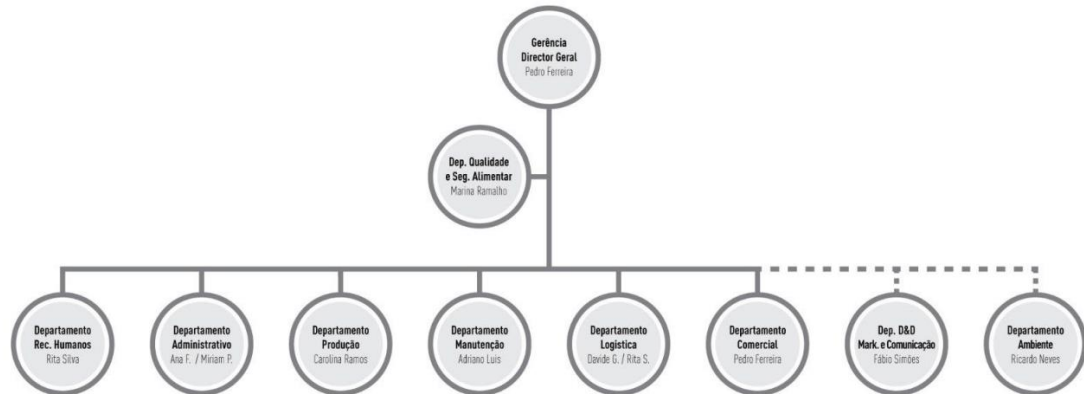 Gerência
Director Geral
Pedro Ferreira
Dep. Qualidade
e Seg. Alimentar
Marina Ramalho
Departamento
Rec. Humanos
Rita Silva
Departamento
Administrativo
Ana F. / Miriam P.
Departamento
Produção
Carolina Ramos
Departamento
Manutenção
Adriano Luis
Departamento
Logistica
Davide G. / Rita S.
Departamento
Comercial
Pedro Ferreira
Dep. D&D
Mark. e Comunicação
Fábio Simões
Departamento
Ambiente
Ricardo Neves